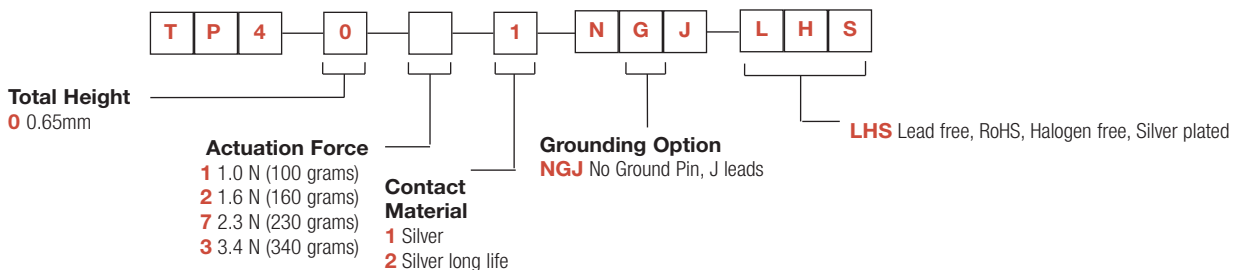 T P 4 0 1 N G J L H S
Total Height
0 0.65mm
Actuation Force
1 1.0 N (100 grams)
2 1.6 N (160 grams)
7 2.3 N (230 grams)
3 3.4 N (340 grams)
Contact
Material
1 Silver
2 Silver long life
Grounding Option
NGJ No Ground Pin, J leads
LHS Lead free, RoHS, Halogen free, Silver plated